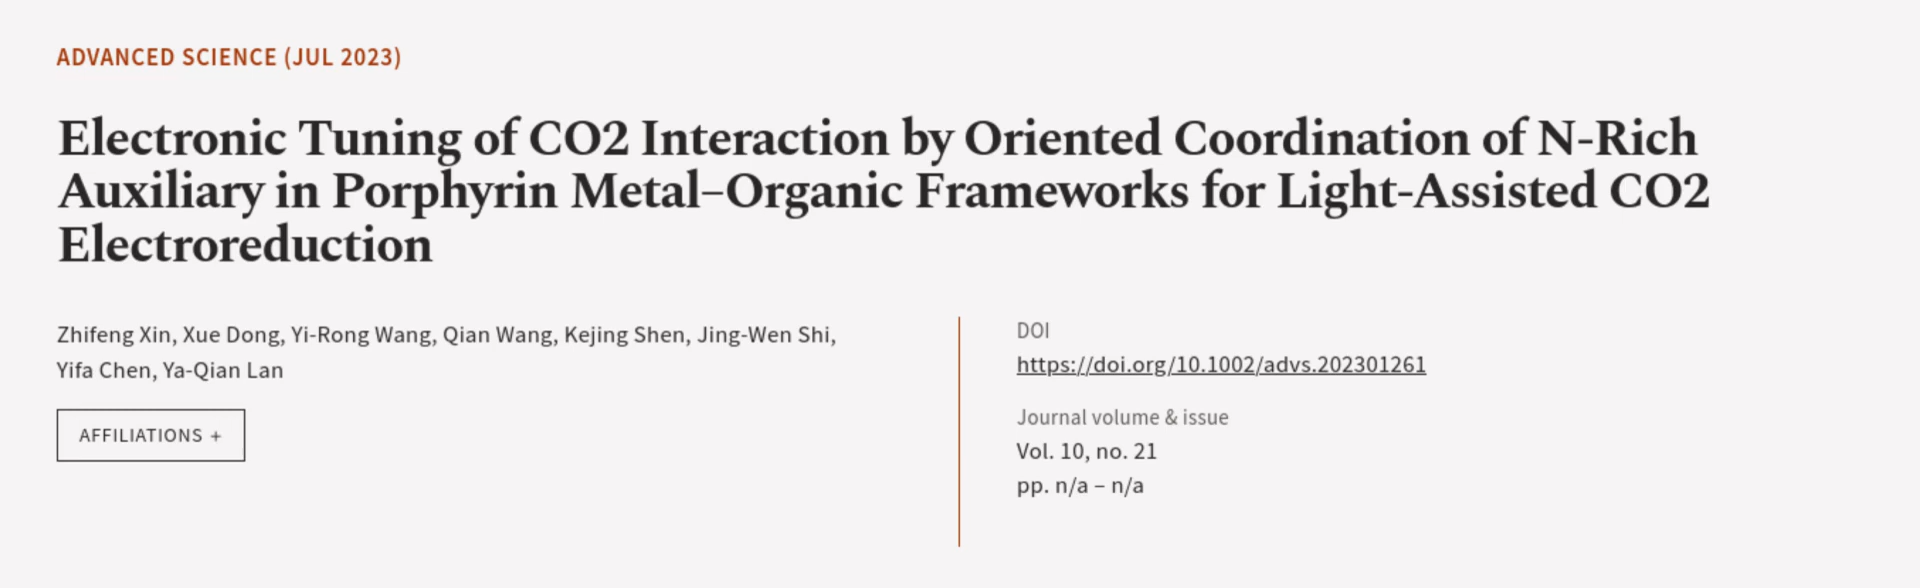 ADVANCED SCIENCE (JUL 2023)
Electronic Tuning of CO2 Interaction by Oriented Coordination of N-Rich
Auxiliary in Porphyrin Metal–Organic Frameworks for Light-Assisted CO2
Electroreduction
Zhifeng Xin, Xue Dong, Yi-Rong Wang, Qian Wang, Kejing Shen, Jing-Wen Shi,
Yifa Chen, Ya-Qian Lan
AFFILIATIONS +
DOI
https://doi.org/10.1002/advs.202301261
Journal volume & issue
Vol. 10, no. 21
pp. n/a – n/a